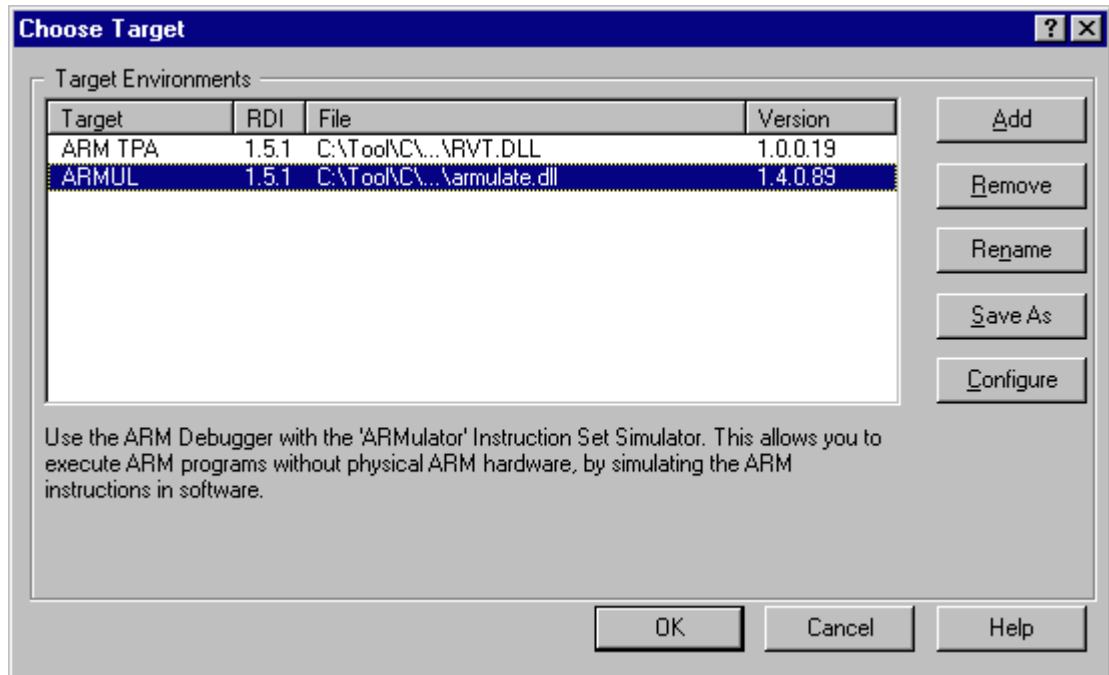 Choose Target
Target Environments
Target RDI File Version
ARM TPA 1.5.1 C:\Tool\C\...\RVT.DLL 1.0.0.19
ARMUL 1.5.1 C:\Tool\C\...\armulate.dll 1.4.0.89
Add
Remove
Rename
Save As
Configure
Use the ARM Debugger with the 'ARMulator' Instruction Set Simulator. This allows you to
execute ARM programs without physical ARM hardware, by simulating the ARM
instructions in software.
OK Cancel Help